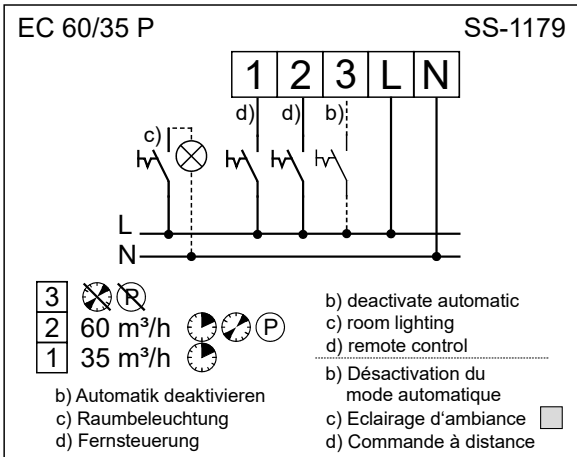 EC 60/35 P SS-1179
1 2 3 L N
d) d) b)
c)
L
N
3 P
2 60 m³/h P
1 35 m³/h
b) Automatik deaktivieren
c) Raumbeleuchtung
d) Fernsteuerung
b) deactivate automatic
c) room lighting
d) remote control
b) Désactivation du
mode automatique
c) Eclairage d‘ambiance
d) Commande à distance